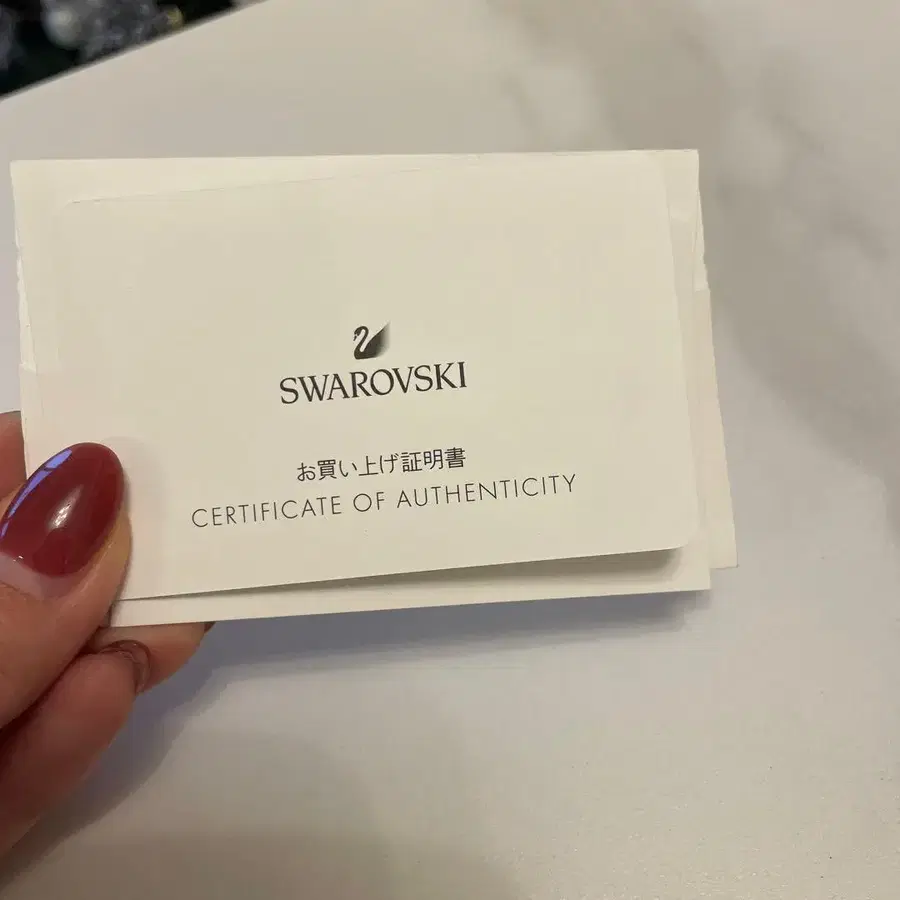 SWAROVSKI
お買い上げ証明書
CERTIFICATE OF AUTHENTICITY